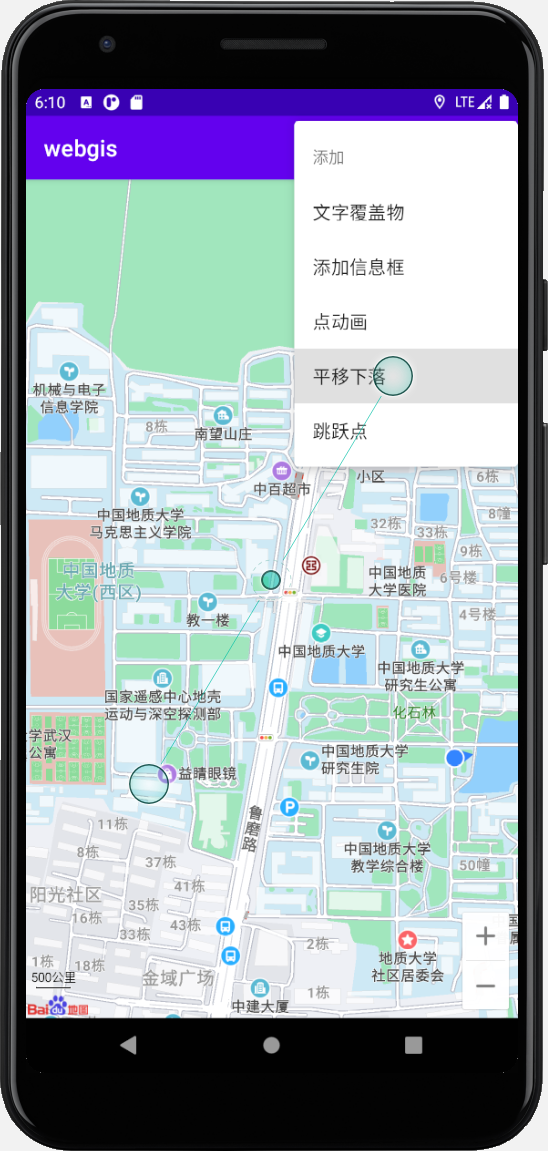 6:10
LTE
webgis
添加
文字覆盖物
添加信息框
点动画
平移下落
跳跃点
机械与电子
信息学院
8栋
南望山庄
中百超市
小区
6栋
8幢
中国地质大学
马克思主义学院
32栋
33栋
9栋
中国地质
大学(西区)
中国地质
大学医院
6号楼
4号楼
教一楼
中国地质大学
中国地质大学
研究生公寓
国家遥感中心地壳
运动与深空探测部
化石林
学武汉
公寓
益晴眼镜
中国地质大学
研究生院
鲁磨路
11栋
8栋
37栋
中国地质大学
教学综合楼
50幢
阳光社区
41栋
35栋
16栋
43栋
33栋
2栋
地质大学
社区居委会
1栋
18栋
500公里
金域广场
1栋
中建大厦
Bai du 地图